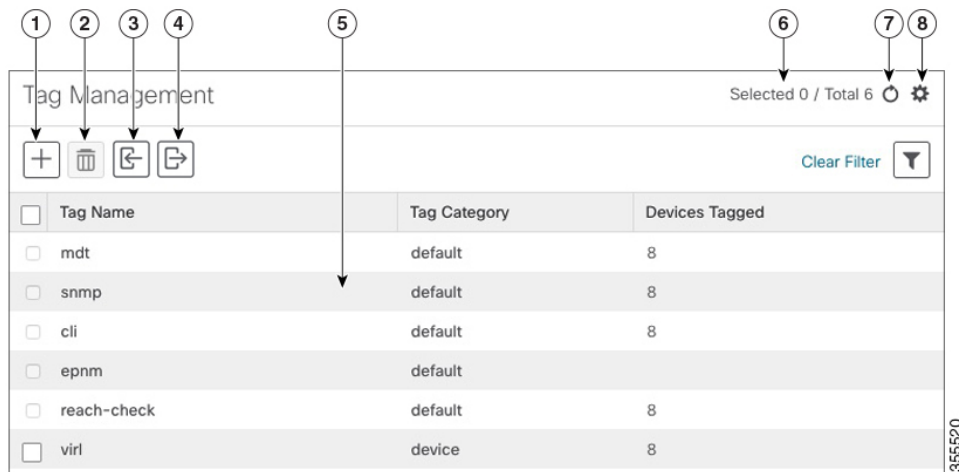 1 2 3 4 5 6 7 8
Tag Management
Selected 0 / Total 6
Clear Filter
Tag Name Tag Category Devices Tagged
mdt default 8
snmp default 8
cli default 8
epnm default
reach-check default 8
virl device 8
355520